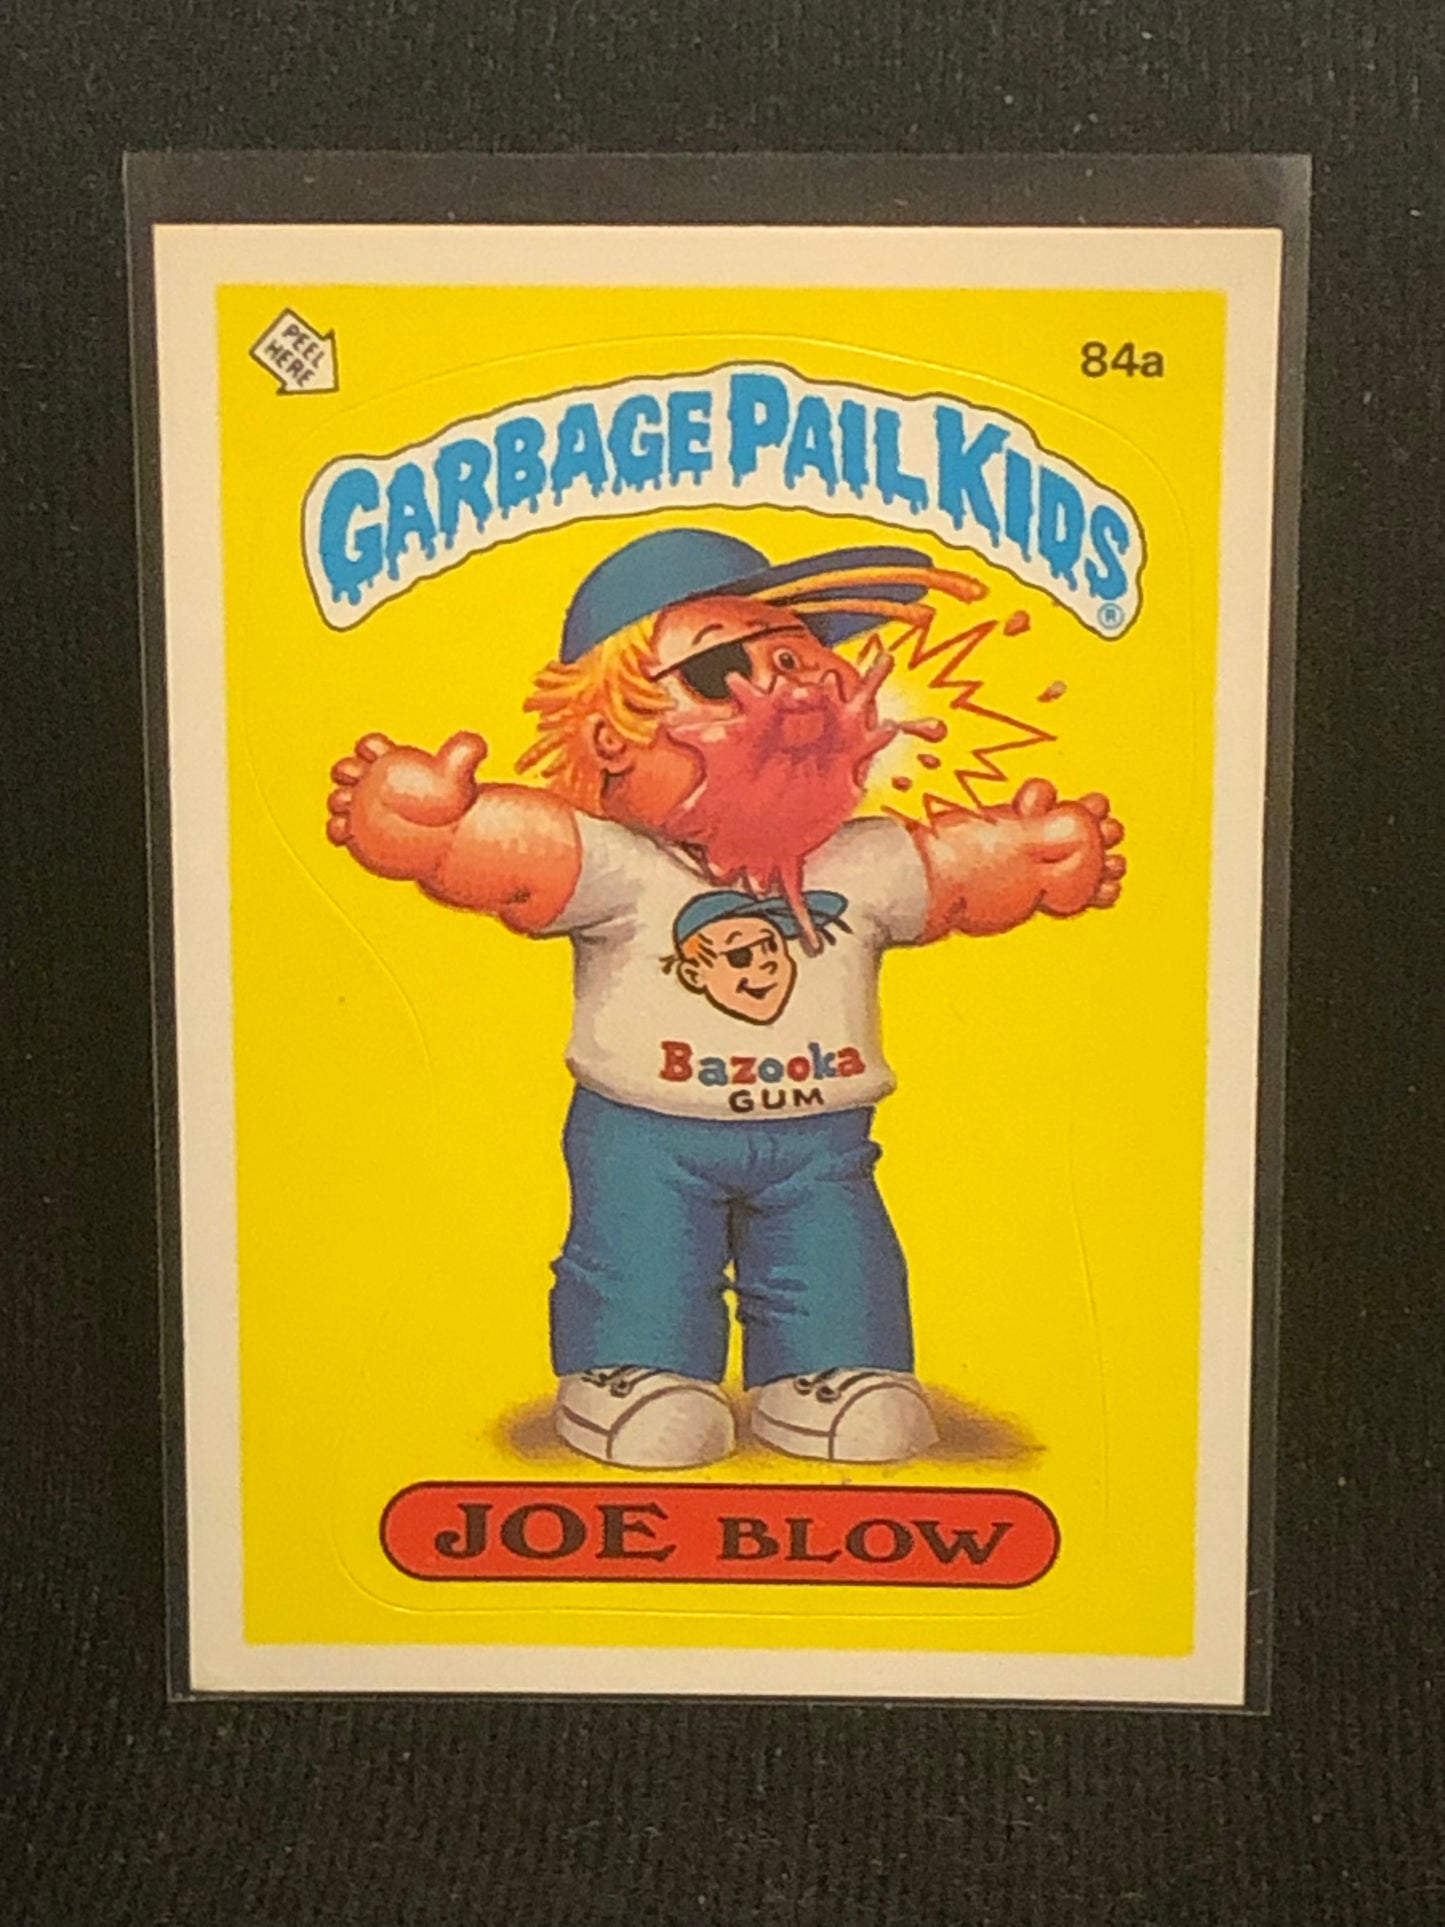 PEEL
HERE
84a
GARBAGE PAIL KIDS
®
Bazooka
GUM
JOE BLOW